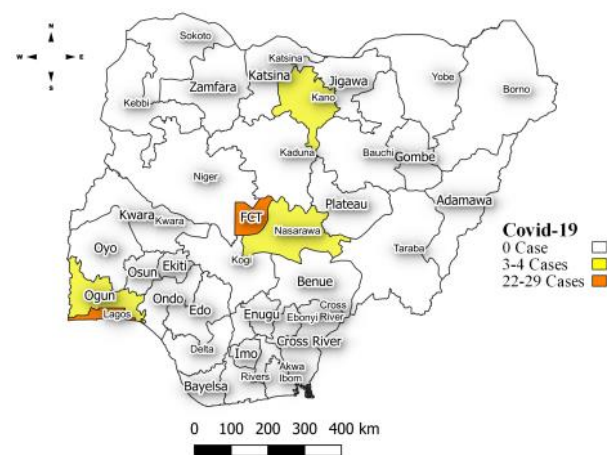 N
W E
S
Sokoto
Katsina
Katsina
Jigawa
Zamfara
Yobe
Borno
Kebbi
Kano
Kaduna
Bauchi
Gombe
Niger
Adamawa
Plateau
FCT
Kwara
Kwara
Nasarawa
Taraba
Oyo
Kogi
Osun
Ekiti
Benue
Ogun
Ondo
Edo
Enugu
Ebonyi
Cross
River
Lagos
Cross River
Delta
Imo
Akwa
Ibom
Rivers
Bayelsa
Covid-19
0 Case
3-4 Cases
22-29 Cases
0 100 200 300 400 km